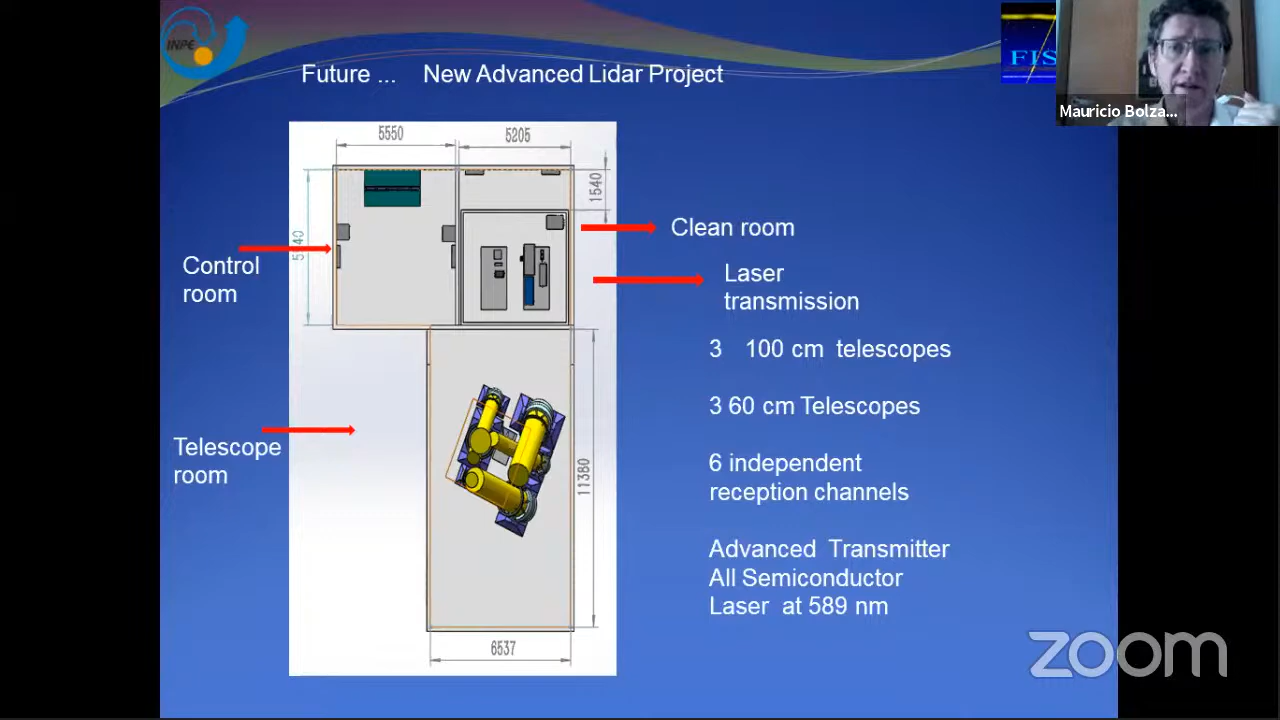 INPE
Future ... New Advanced Lidar Project
FIS
Mauricio Bolza...
5550
5205
1540
Clean room
Control
room
Laser
transmission
3 100 cm telescopes
3 60 cm Telescopes
Telescope
room
6 independent
reception channels
11380
Advanced Transmitter
All Semiconductor
Laser at 589 nm
6537
zoom